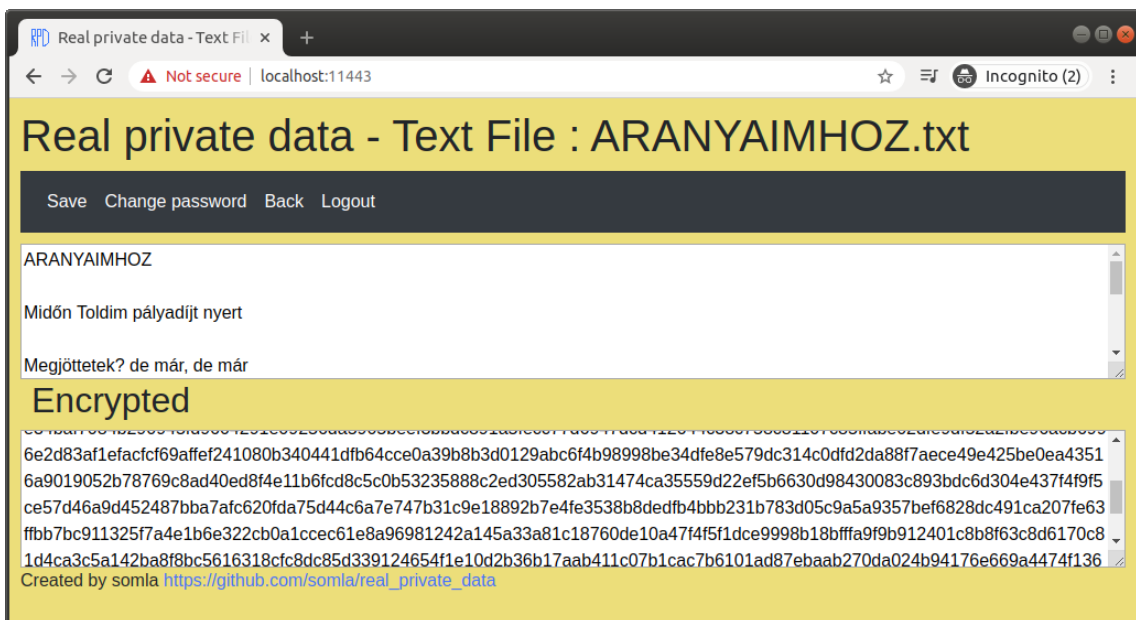 Real private data - Text Fil
Not secure localhost:11443 Incognito (2)
Real private data - Text File : ARANYAIMHOZ.txt
Save Change password Back Logout
ARANYAIMHOZ
Midőn Toldim pályadíjt nyert
Megjöttetek? de már, de már
Encrypted
6e2d83af1efacfcf69affef241080b340441dfb64cce0a39b8b3d0129abc6f4b98998be34dfe8e579dc314c0dfd2da88f7aece49e425be0ea4351
6a9019052b78769c8ad40ed8f4e11b6fcd8c5c0b53235888c2ed305582ab31474ca35559d22ef5b6630d98430083c893bdc6d304e437f4f9f5
ce57d46a9d452487bba7afc620fda75d44c6a7e747b31c9e18892b7e4fe3538b8dedfb4bbb231b783d05c9a5a9357bef6828dc491ca207fe63
ffbb7bc911325f7a4e1b6e322cb0a1ccec61e8a96981242a145a33a81c18760de10a47f4f5f1dce9998b18bfffa9f9b912401c8b8f63c8d6170c8
1d4ca3c5a142ba8f8bc5616318cfc8dc85d339124654f1e10d2b36b17aab411c07b1cac7b6101ad87ebaab270da024b94176e669a4474f136
Created by somla https://github.com/somla/real_private_data